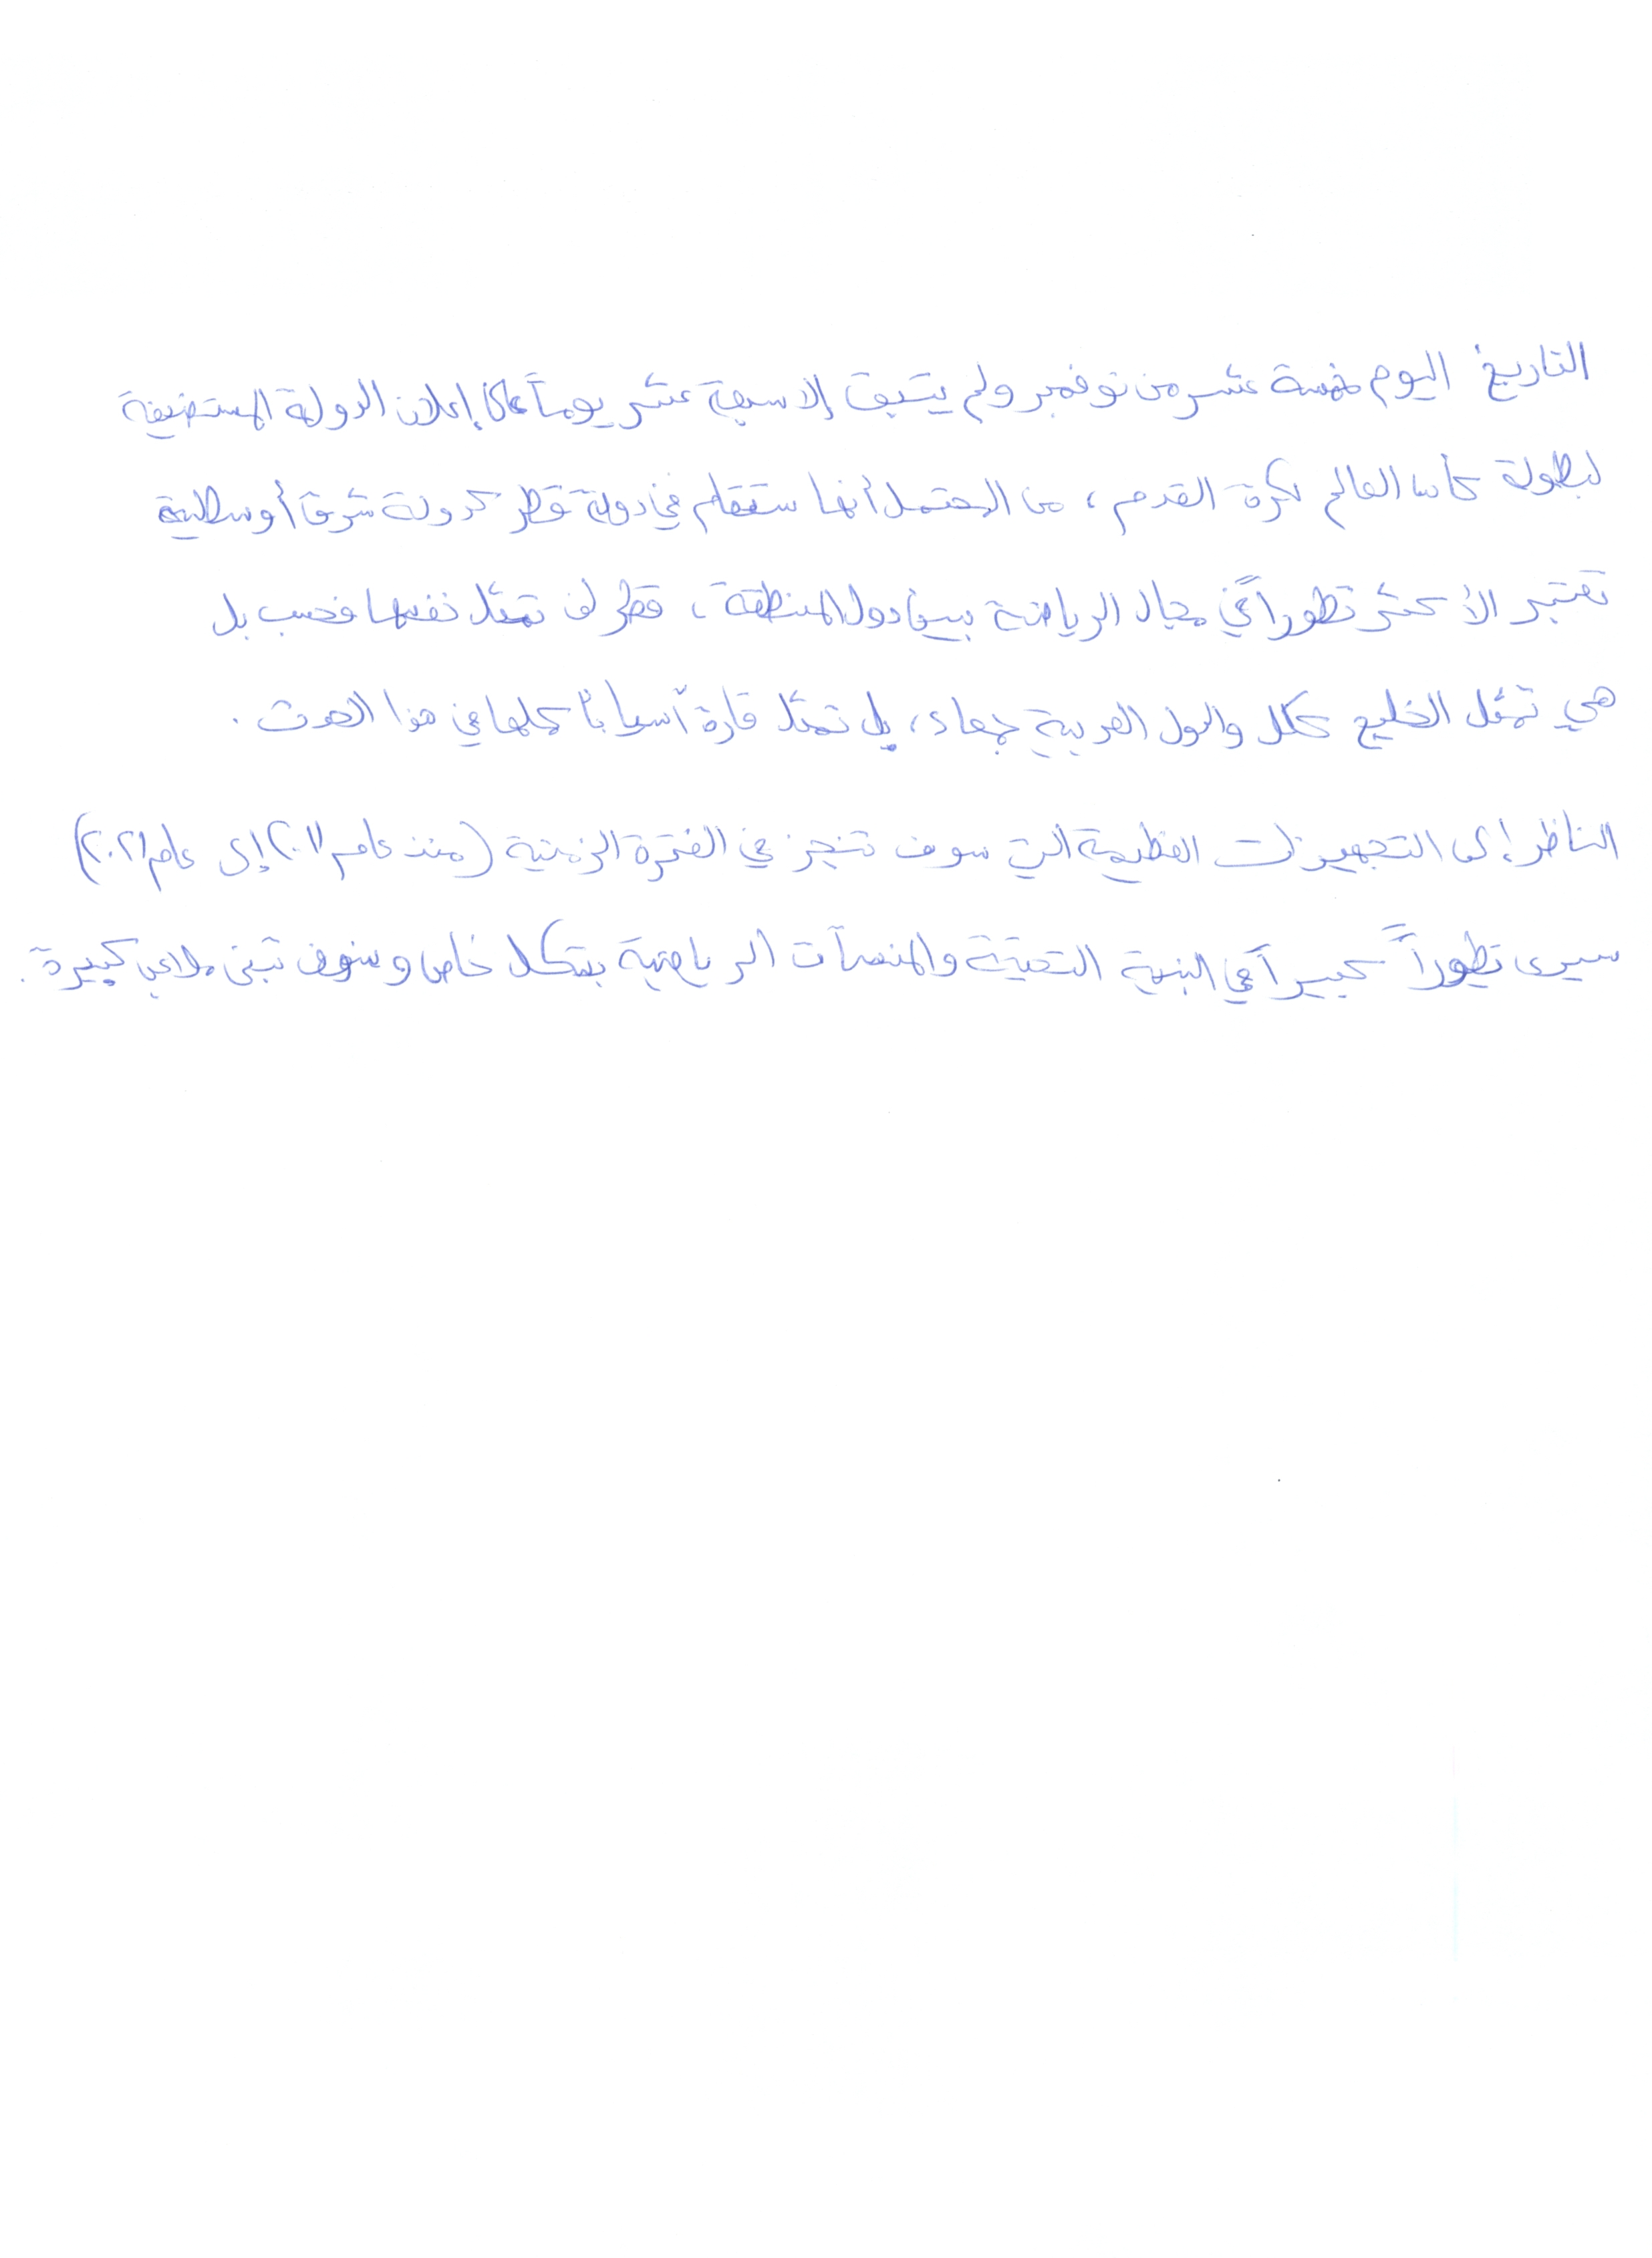 التاريخ اليوم خمسة عشر من نوفمبر ولم يتبق إلا سبعة عشر يوماً على إعلان الدولة المستضيفة
لبطولة كأس العالم لكرة القدم ، من المحتمل أنها ستقام في دولة قطر كدولة شرق أوسطية
تعتبر الأكثر تطوراً في مجال الرياضة بين دول المنطقة ، قطر لن تمثل نفسها فحسب بل
هي تمثل الخليج ككل والدول العربية جمعاء ، بل تمثل قارة آسيا بأكملها في هذا الحدث .
الناظر إلى التجهيزات العظيمة التي سوف تنجز في الفترة الزمنية (منذ عام ٢٠١١ إلى عام ٢٠٢١)
سيرى تطوراً كبيراً في البنية التحتية والمنشآت الرياضية بشكل خاص وسوف تبنى ملاعب كبيرة .